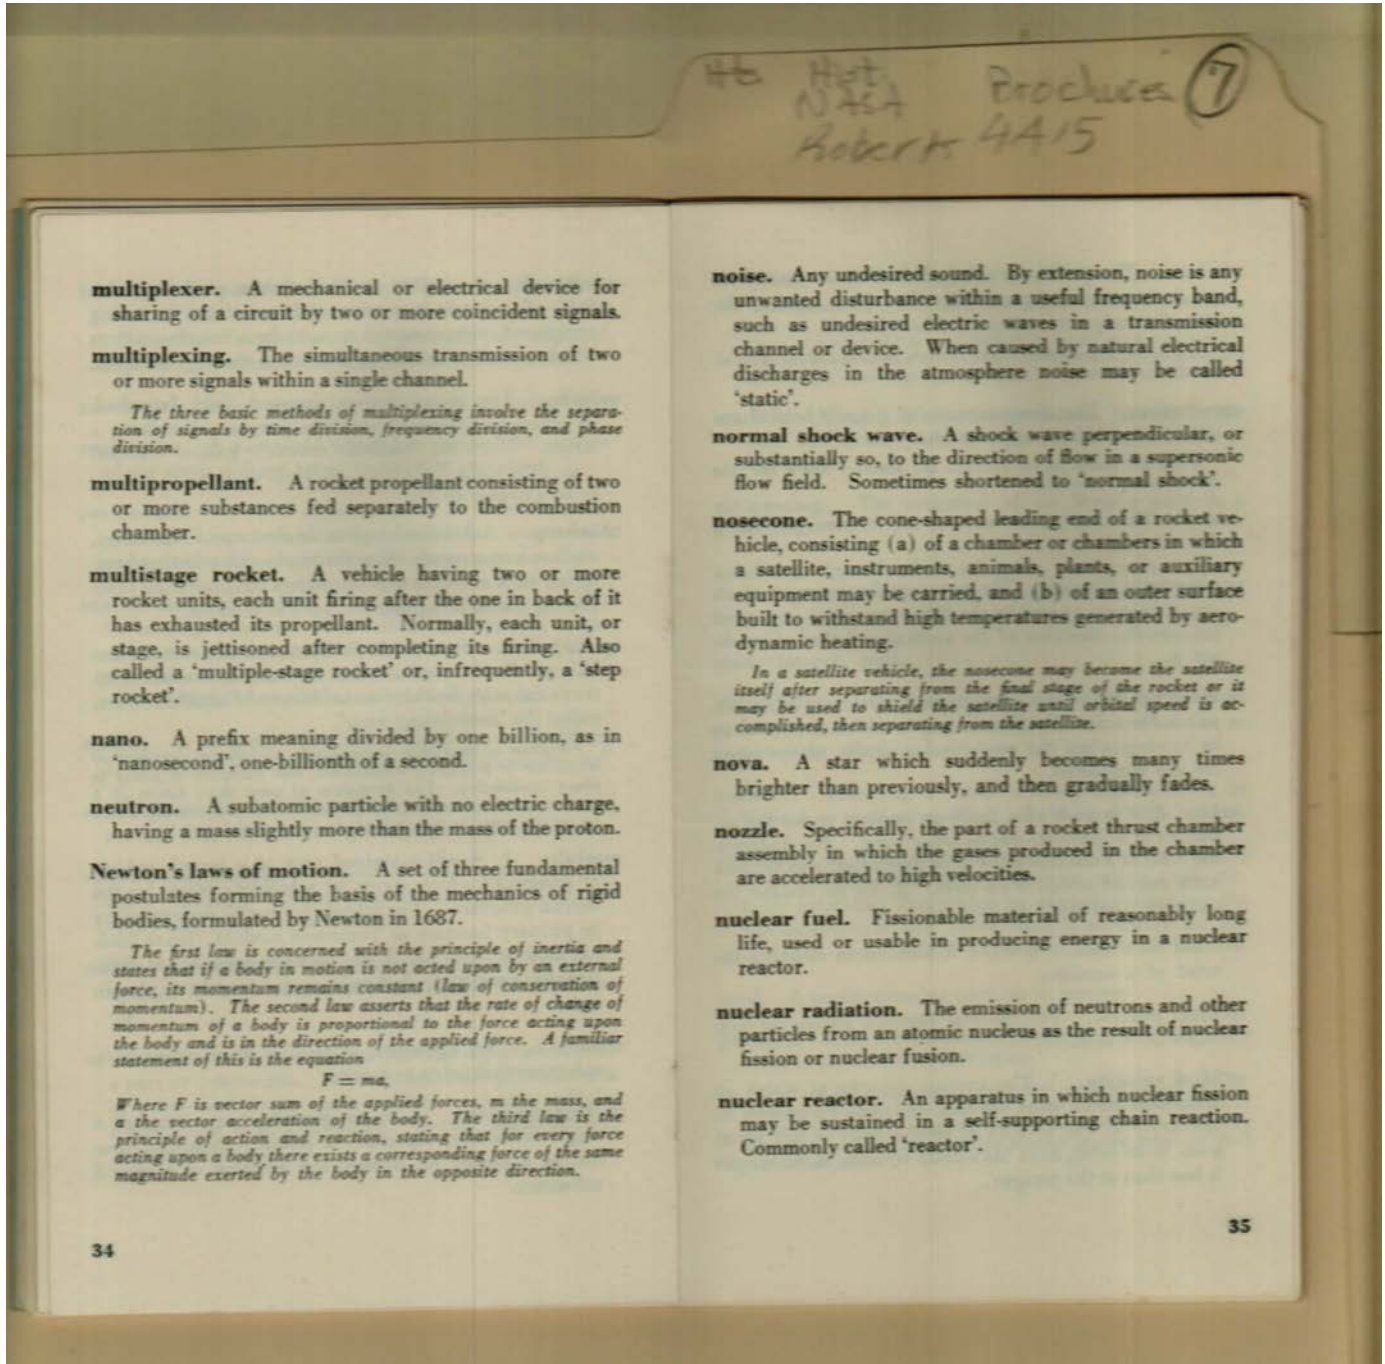 Hts Hist Brochures 7
NASA
Roberts 4A15
multiplexer. A mechanical or electrical device for
sharing of a circuit by two or more coincident signals.
multiplexing. The simultaneous transmission of two
or more signals within a single channel.
The three basic methods of multiplexing involve the separa-
tion of signals by time division, frequency division, and phase
division.
multipropellant. A rocket propellant consisting of two
or more substances fed separately to the combustion
chamber.
multistage rocket. A vehicle having two or more
rocket units, each unit firing after the one in back of it
has exhausted its propellant. Normally, each unit, or
stage, is jettisoned after completing its firing. Also
called a 'multiple-stage rocket' or, infrequently, a 'step
rocket'.
nano. A prefix meaning divided by one billion, as in
'nanosecond', one-billionth of a second.
neutron. A subatomic particle with no electric charge,
having a mass slightly more than the mass of the proton.
Newton's laws of motion. A set of three fundamental
postulates forming the basis of the mechanics of rigid
bodies, formulated by Newton in 1687.
The first law is concerned with the principle of inertia and
states that if a body in motion is not acted upon by an external
force, its momentum remains constant (law of conservation of
momentum). The second law asserts that the rate of change of
momentum of a body is proportional to the force acting upon
the body and is in the direction of the applied force. A familiar
statement of this is the equation
F = ma,
Where F is vector sum of the applied forces, m the mass, and
a the vector acceleration of the body. The third law is the
principle of action and reaction, stating that for every force
acting upon a body there exists a corresponding force of the same
magnitude exerted by the body in the opposite direction.
34
noise. Any undesired sound. By extension, noise is any
unwanted disturbance within a useful frequency band,
such as undesired electric waves in a transmission
channel or device. When caused by natural electrical
discharges in the atmosphere noise may be called
'static'.
normal shock wave. A shock wave perpendicular, or
substantially so, to the direction of flow in a supersonic
flow field. Sometimes shortened to 'normal shock'.
nosecone. The cone-shaped leading end of a rocket ve-
hicle, consisting (a) of a chamber or chambers in which
a satellite, instruments, animals, plants, or auxiliary
equipment may be carried, and (b) of an outer surface
built to withstand high temperatures generated by aero-
dynamic heating.
In a satellite vehicle, the nosecone may become the satellite
itself after separating from the final stage of the rocket or it
may be used to shield the satellite until orbital speed is ac-
complished, then separating from the satellite.
nova. A star which suddenly becomes many times
brighter than previously, and then gradually fades.
nozzle. Specifically, the part of a rocket thrust chamber
assembly in which the gases produced in the chamber
are accelerated to high velocities.
nuclear fuel. Fissionable material of reasonably long
life, used or usable in producing energy in a nuclear
reactor.
nuclear radiation. The emission of neutrons and other
particles from an atomic nucleus as the result of nuclear
fission or nuclear fusion.
nuclear reactor. An apparatus in which nuclear fission
may be sustained in a self-supporting chain reaction.
Commonly called 'reactor'.
35